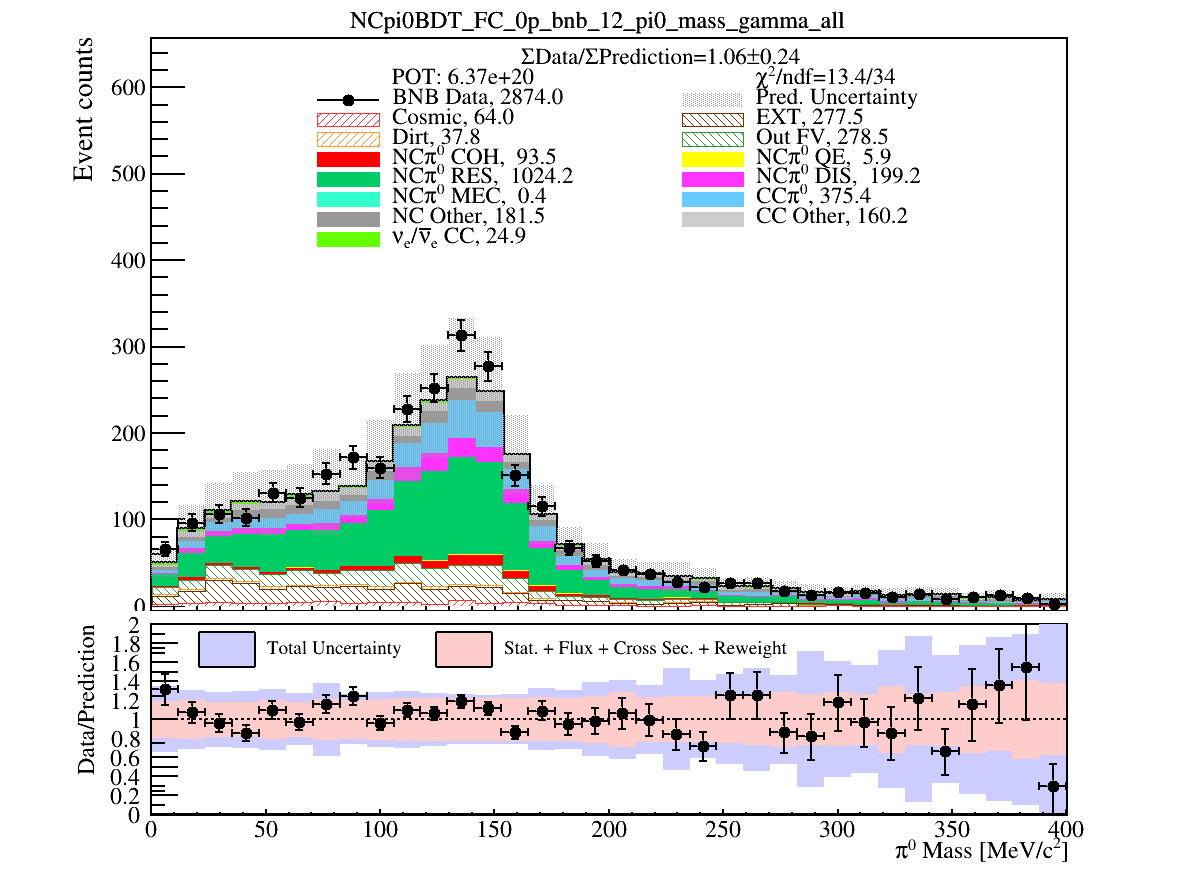 NCpi0BDT_FC_0p_bnb_12_pi0_mass_gamma_all
ΣData/ΣPrediction=1.06±0.24
POT: 6.37e+20
χ²/ndf=13.4/34
BNB Data, 2874.0
Pred. Uncertainty
Cosmic, 64.0
EXT, 277.5
Dirt, 37.8
Out FV, 278.5
NCπ⁰ COH, 93.5
NCπ⁰ QE, 5.9
NCπ⁰ RES, 1024.2
NCπ⁰ DIS, 199.2
NCπ⁰ MEC, 0.4
CCπ⁰, 375.4
NC Other, 181.5
CC Other, 160.2
νₑ/ν̅ₑ CC, 24.9
Event counts
600
500
400
300
200
100
0
Total Uncertainty
Stat. + Flux + Cross Sec. + Reweight
Data/Prediction
2
1.8
1.6
1.4
1.2
1
0.8
0.6
0.4
0.2
0
0 50 100 150 200 250 300 350 400
π⁰ Mass [MeV/c²]